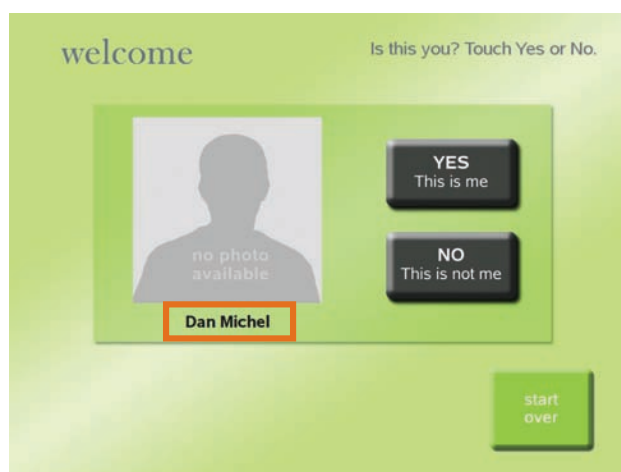 welcome
Is this you? Touch Yes or No.
no photo
available
Dan Michel
YES
This is me
NO
This is not me
start
over